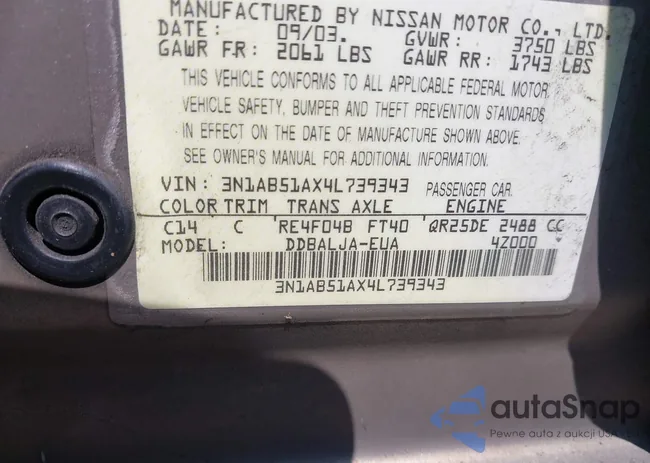 MANUFACTURED BY NISSAN MOTOR CO., LTD.
DATE: 09/03. GVWR: 3750 LBS
GAWR FR: 2061 LBS GAWR RR: 1743 LBS
THIS VEHICLE CONFORMS TO ALL APPLICABLE FEDERAL MOTOR
VEHICLE SAFETY, BUMPER AND THEFT PREVENTION STANDARDS
IN EFFECT ON THE DATE OF MANUFACTURE SHOWN ABOVE.
SEE OWNER'S MANUAL FOR ADDITIONAL INFORMATION.
VIN: 3N1AB51AX4L739343 PASSENGER CAR
COLOR TRIM TRANS AXLE ENGINE
C14 C RE4F04B FT40 QR25DE 2488 CC
MODEL: DDBALJA-EUA 4Z000
3N1AB51AX4L739343
autaSnap